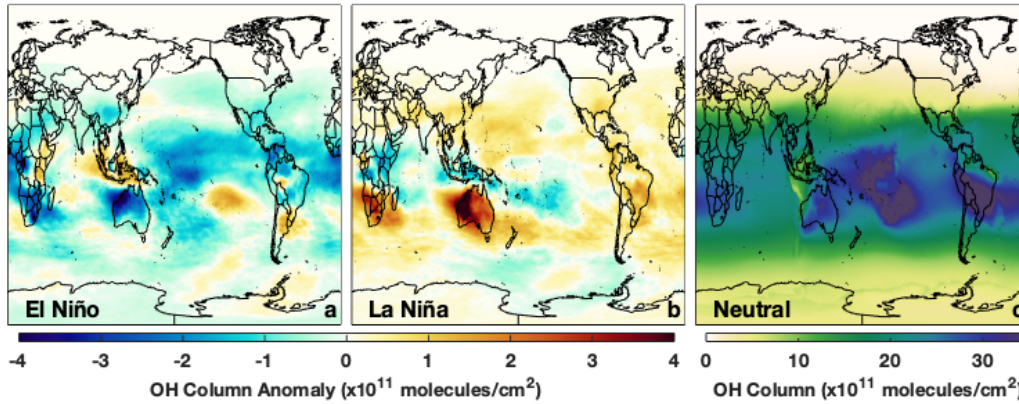 El Niño a La Niña b Neutral c
-4 -3 -2 -1 0 1 2 3 4 0 10 20 30
OH Column Anomaly (x10¹¹ molecules/cm²) OH Column (x10¹¹ molecules/cm²)